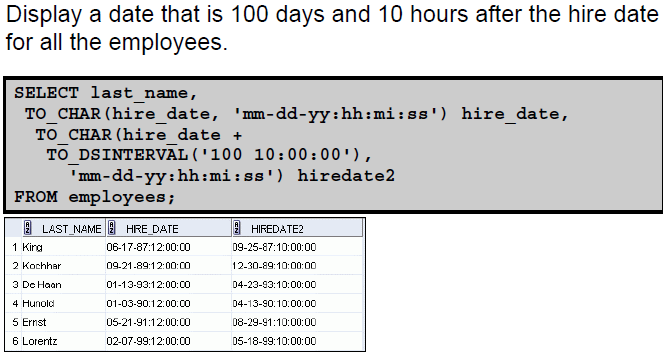 Display a date that is 100 days and 10 hours after the hire date
for all the employees.
SELECT last_name,
TO_CHAR(hire_date, 'mm-dd-yy:hh:mi:ss') hire_date,
TO_CHAR(hire_date +
TO_DSINTERVAL('100 10:00:00'),
'mm-dd-yy:hh:mi:ss') hiredate2
FROM employees;
LAST_NAME HIRE_DATE HIREDATE2
1 King 06-17-87:12:00:00 09-25-87:10:00:00
2 Kochhar 09-21-89:12:00:00 12-30-89:10:00:00
3 De Haan 01-13-93:12:00:00 04-23-93:10:00:00
4 Hunold 01-03-90:12:00:00 04-13-90:10:00:00
5 Ernst 05-21-91:12:00:00 08-29-91:10:00:00
6 Lorentz 02-07-99:12:00:00 05-18-99:10:00:00